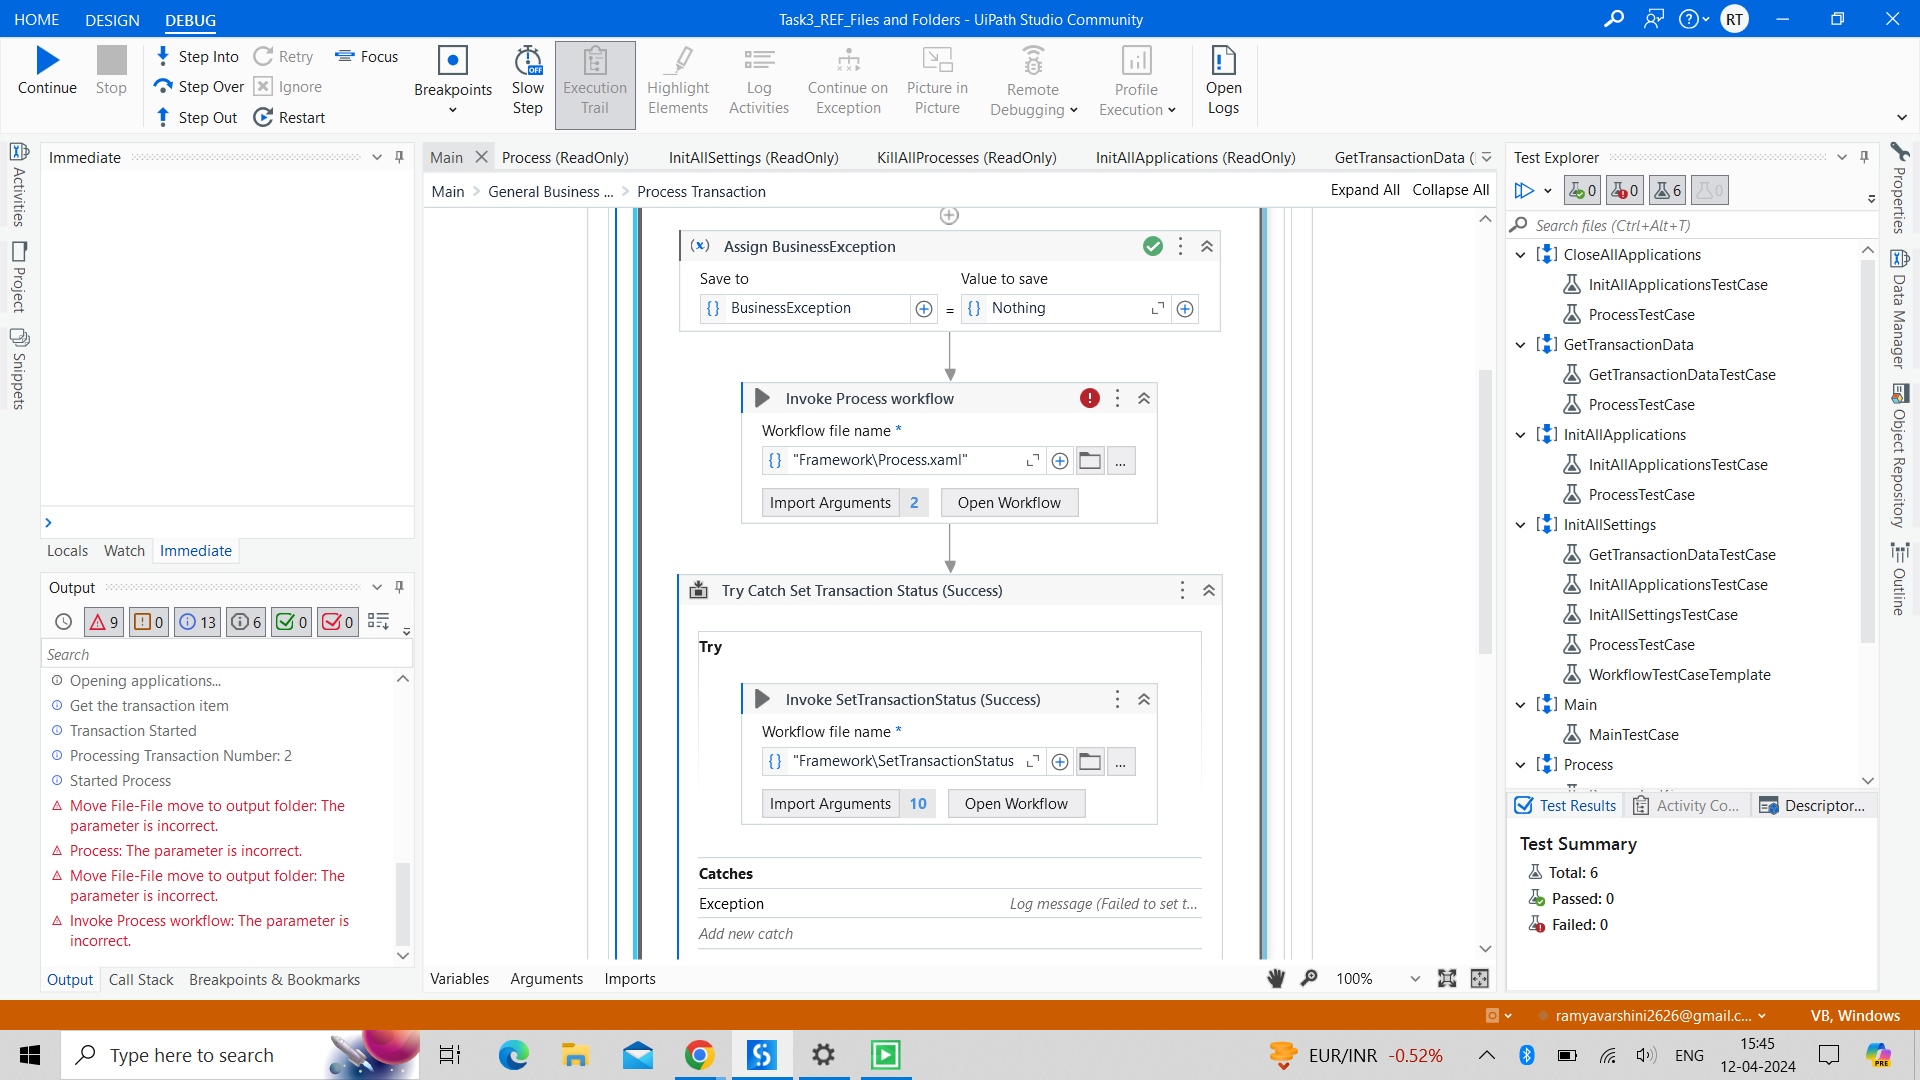 HOME DESIGN DEBUG
Task3_REF_Files and Folders - UiPath Studio Community
RT
Continue
Stop
Step Into
Step Over
Step Out
Retry
Ignore
Restart
Focus
Breakpoints
OFF
Slow Step
Execution Trail
Highlight Elements
Log Activities
Continue on Exception
Picture in Picture
Remote Debugging
Profile Execution
Open Logs
Activities
Project
Snippets
Immediate
Locals Watch Immediate
Output
9 0 13 6 0 0
Search
Opening applications...
Get the transaction item
Transaction Started
Processing Transaction Number: 2
Started Process
Move File-File move to output folder: The
parameter is incorrect.
Process: The parameter is incorrect.
Move File-File move to output folder: The
parameter is incorrect.
Invoke Process workflow: The parameter is
incorrect.
Output Call Stack Breakpoints & Bookmarks
Main Process (ReadOnly) InitAllSettings (ReadOnly) KillAllProcesses (ReadOnly) InitAllApplications (ReadOnly) GetTransactionData (
Main > General Business ... > Process Transaction
Expand All Collapse All
(x) Assign BusinessException
Save to Value to save
{} BusinessException = {} Nothing
Invoke Process workflow
Workflow file name *
{} "Framework\Process.xaml" ...
Import Arguments 2 Open Workflow
Try Catch Set Transaction Status (Success)
Try
Invoke SetTransactionStatus (Success)
Workflow file name *
{} "Framework\SetTransactionStatus ...
Import Arguments 10 Open Workflow
Catches
Exception Log message (Failed to set t...
Add new catch
Variables Arguments Imports
100%
Test Explorer
0 0 6 0
Search files (Ctrl+Alt+T)
CloseAllApplications
InitAllApplicationsTestCase
ProcessTestCase
GetTransactionData
GetTransactionDataTestCase
ProcessTestCase
InitAllApplications
InitAllApplicationsTestCase
ProcessTestCase
InitAllSettings
GetTransactionDataTestCase
InitAllApplicationsTestCase
InitAllSettingsTestCase
ProcessTestCase
WorkflowTestCaseTemplate
Main
MainTestCase
Process
Test Results Activity Co... Descriptor...
Test Summary
Total: 6
Passed: 0
Failed: 0
Properties
Data Manager
Object Repository
Outline
ramyavarshini2626@gmail.c... VB, Windows
Type here to search
EUR/INR -0.52%
ENG
15:45
12-04-2024
PRE